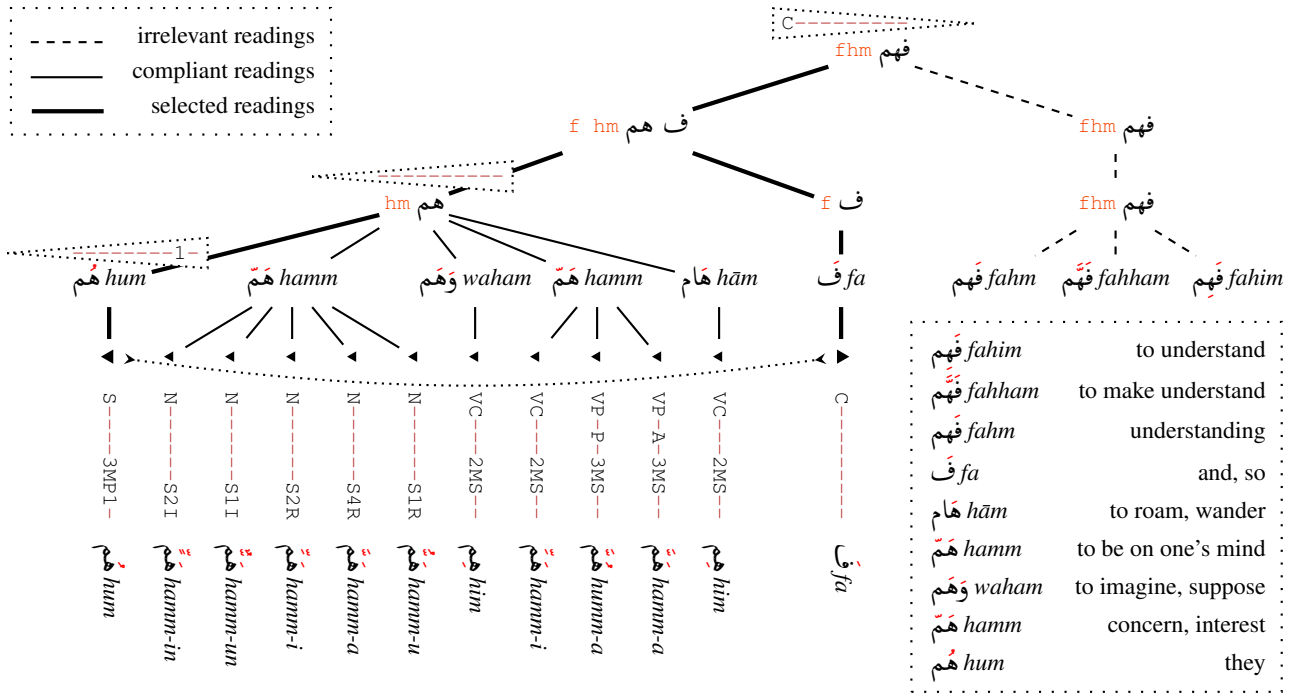 irrelevant readings
compliant readings
selected readings
C---------
fhm فهم
f hm ف هم
fhm فهم
----------
hm هم
f ف
fhm فهم
--------1-
هُم hum
هَمّ hamm
وَهَم waham
هَمّ hamm
هَام hām
فَ fa
فَهم fahm
فَهَّم fahham
فَهِم fahim
S----3MP1-
N------S2I
N------S1I
N------S2R
N------S4R
N------S1R
VC---2MS--
VC---2MS--
VP-P-3MS--
VP-A-3MS--
VC---2MS--
C---------
هُم hum
هَمٍّ hamm-in
هَمٌّ hamm-un
هَمِّ hamm-i
هَمَّ hamm-a
هَمُّ hamm-u
هِم him
هَمِّ hamm-i
هُمَّ humm-a
هَمَّ hamm-a
هِم him
فَ fa
فَهِم fahim to understand
فَهَّم fahham to make understand
فَهم fahm understanding
فَ fa and, so
هَام hām to roam, wander
هَمّ hamm to be on one's mind
وَهَم waham to imagine, suppose
هَمّ hamm concern, interest
هُم hum they